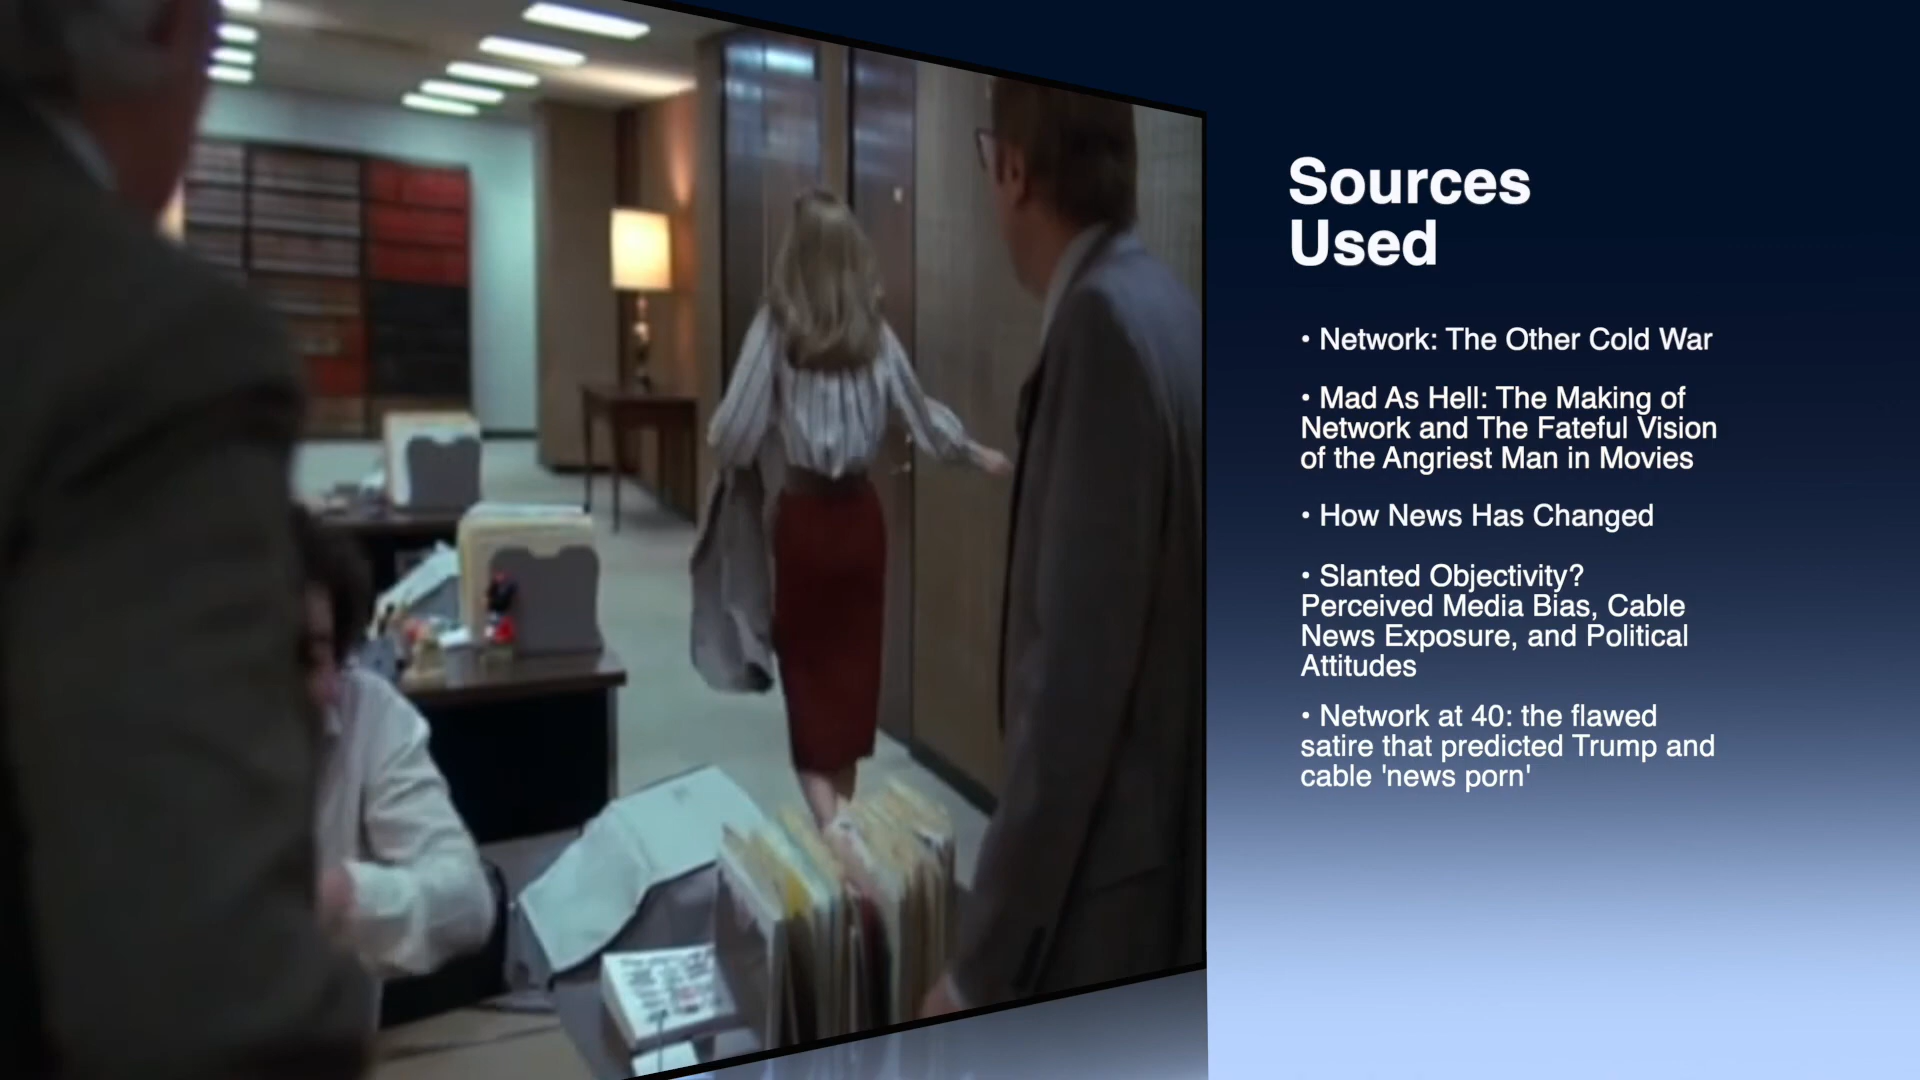 Sources
Used
• Network: The Other Cold War
• Mad As Hell: The Making of
Network and The Fateful Vision
of the Angriest Man in Movies
• How News Has Changed
• Slanted Objectivity?
Perceived Media Bias, Cable
News Exposure, and Political
Attitudes
• Network at 40: the flawed
satire that predicted Trump and
cable 'news porn'